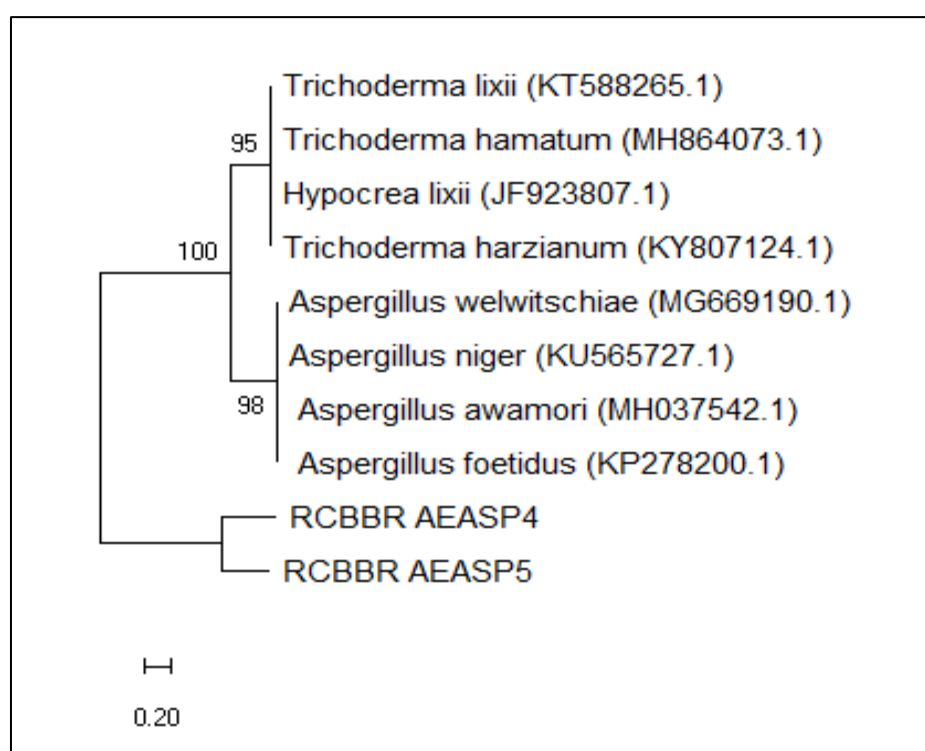 Trichoderma lixii (KT588265.1)
95
Trichoderma hamatum (MH864073.1)
Hypocrea lixii (JF923807.1)
100
Trichoderma harzianum (KY807124.1)
Aspergillus welwitschiae (MG669190.1)
Aspergillus niger (KU565727.1)
98
Aspergillus awamori (MH037542.1)
Aspergillus foetidus (KP278200.1)
RCBBR AEASP4
RCBBR AEASP5
0.20